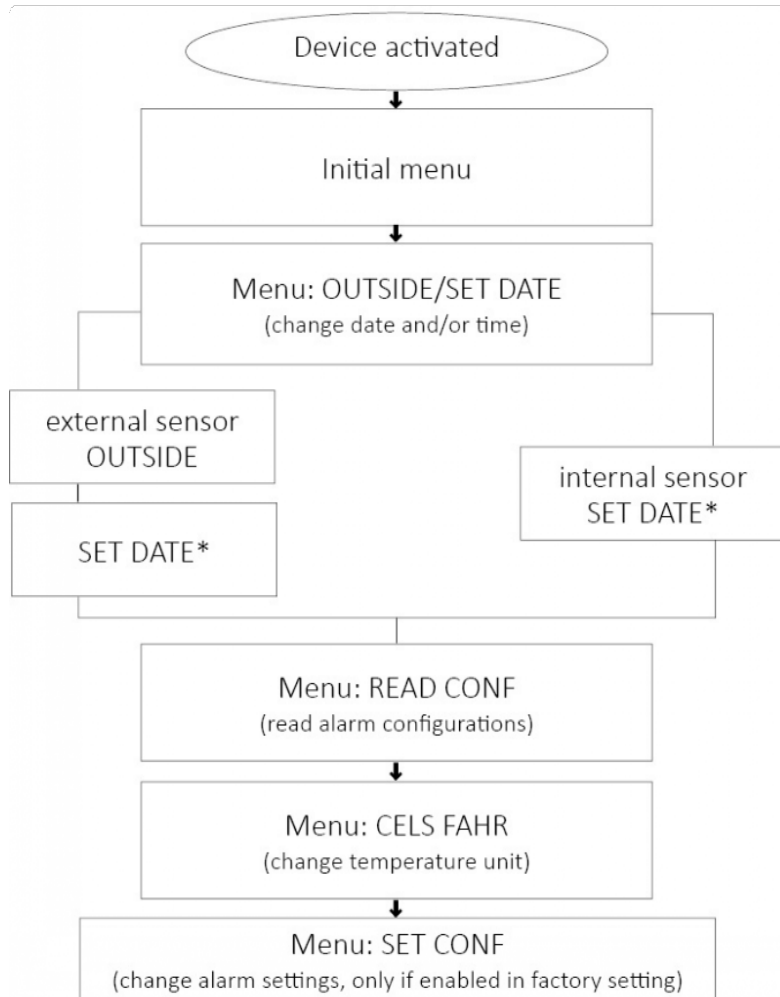 Device activated
Initial menu
Menu: OUTSIDE/SET DATE
(change date and/or time)
external sensor
OUTSIDE
SET DATE*
internal sensor
SET DATE*
Menu: READ CONF
(read alarm configurations)
Menu: CELS FAHR
(change temperature unit)
Menu: SET CONF
(change alarm settings, only if enabled in factory setting)